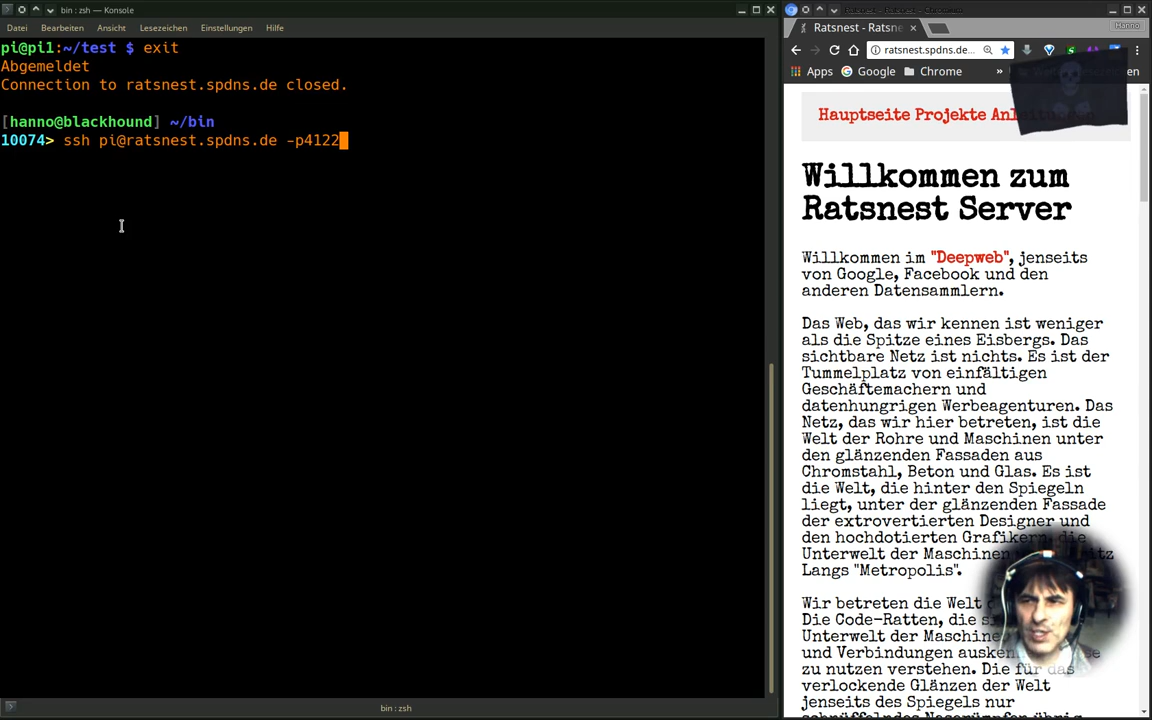 bin : zsh — Konsole
Datei Bearbeiten Ansicht Lesezeichen Einstellungen Hilfe
pi@pi1:~/test $ exit
Abgemeldet
Connection to ratsnest.spdns.de closed.
[hanno@blackhound] ~/bin
10074> ssh pi@ratsnest.spdns.de -p4122
bin : zsh
Ratsnest - Ratsne
Hanno
ratsnest.spdns.de...
Apps Google Chrome »
Hauptseite Projekte
Willkommen zum
Ratsnest Server
Willkommen im "Deepweb", jenseits
von Google, Facebook und den
anderen Datensammlern.
Das Web, das wir kennen ist weniger
als die Spitze eines Eisbergs. Das
sichtbare Netz ist nichts. Es ist der
Tummelplatz von einfältigen
Geschäftemachern und
datenhungrigen Werbeagenturen. Das
Netz, das wir hier betreten, ist die
Welt der Rohre und Maschinen unter
den glänzenden Fassaden aus
Chromstahl, Beton und Glas. Es ist
die Welt, die hinter den Spiegeln
liegt, unter der glänzenden Fassade
der extrovertierten Designer und
den hochdotierten Grafikern, die
Unterwelt der Maschinen
Langs "Metropolis".
Wir betreten die Welt
Die Code-Ratten, die
Unterwelt der Maschinen
und Verbindungen
zu nutzen verstehen. Die für das
verlockende Glänzen der Welt
jenseits des Spiegels nur